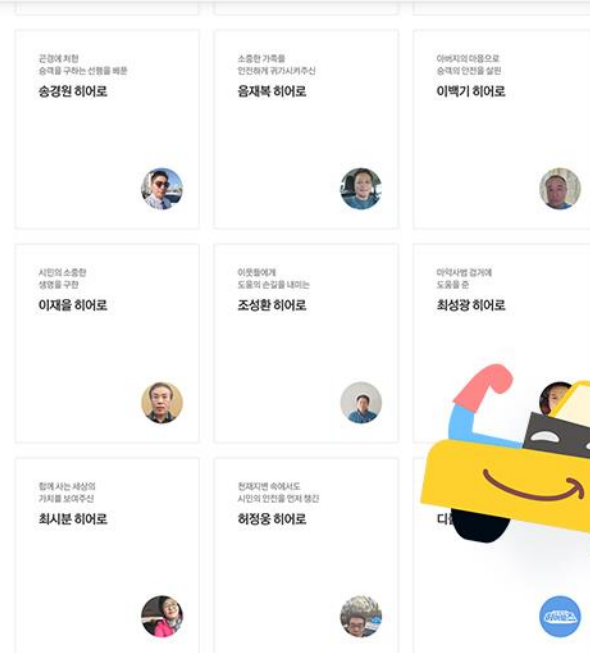 곤경에 처한
승객을 구하는 선행을 베푼
송경원 히어로
소중한 가족을
안전하게 귀가시켜주신
음재복 히어로
아버지의 마음으로
승객의 안전을 살핀
이백기 히어로
시민의 소중한
생명을 구한
이재을 히어로
이웃들에게
도움의 손길을 내미는
조성환 히어로
마약사범 검거에
도움을 준
최성광 히어로
함께 사는 세상의
가치를 보여주신
최시분 히어로
천재지변 속에서도
시민의 안전을 먼저 챙긴
허정웅 히어로